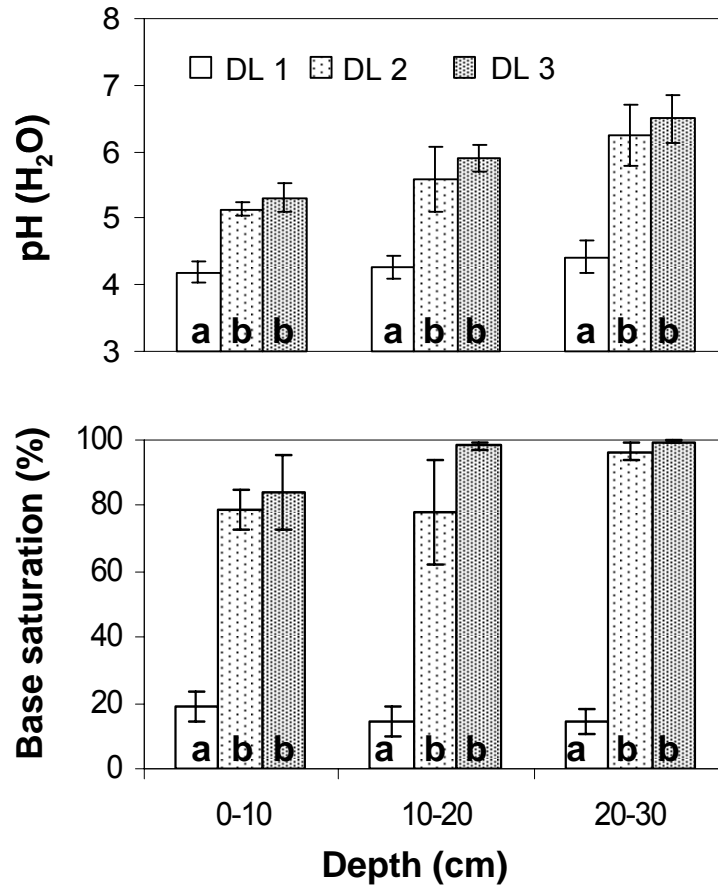 8
7
6
5
4
3
pH (H₂O)
DL 1 DL 2 DL 3
a b b a b b a b b
100
80
60
40
20
0
Base saturation (%)
a b b a b b a b b
0-10 10-20 20-30
Depth (cm)